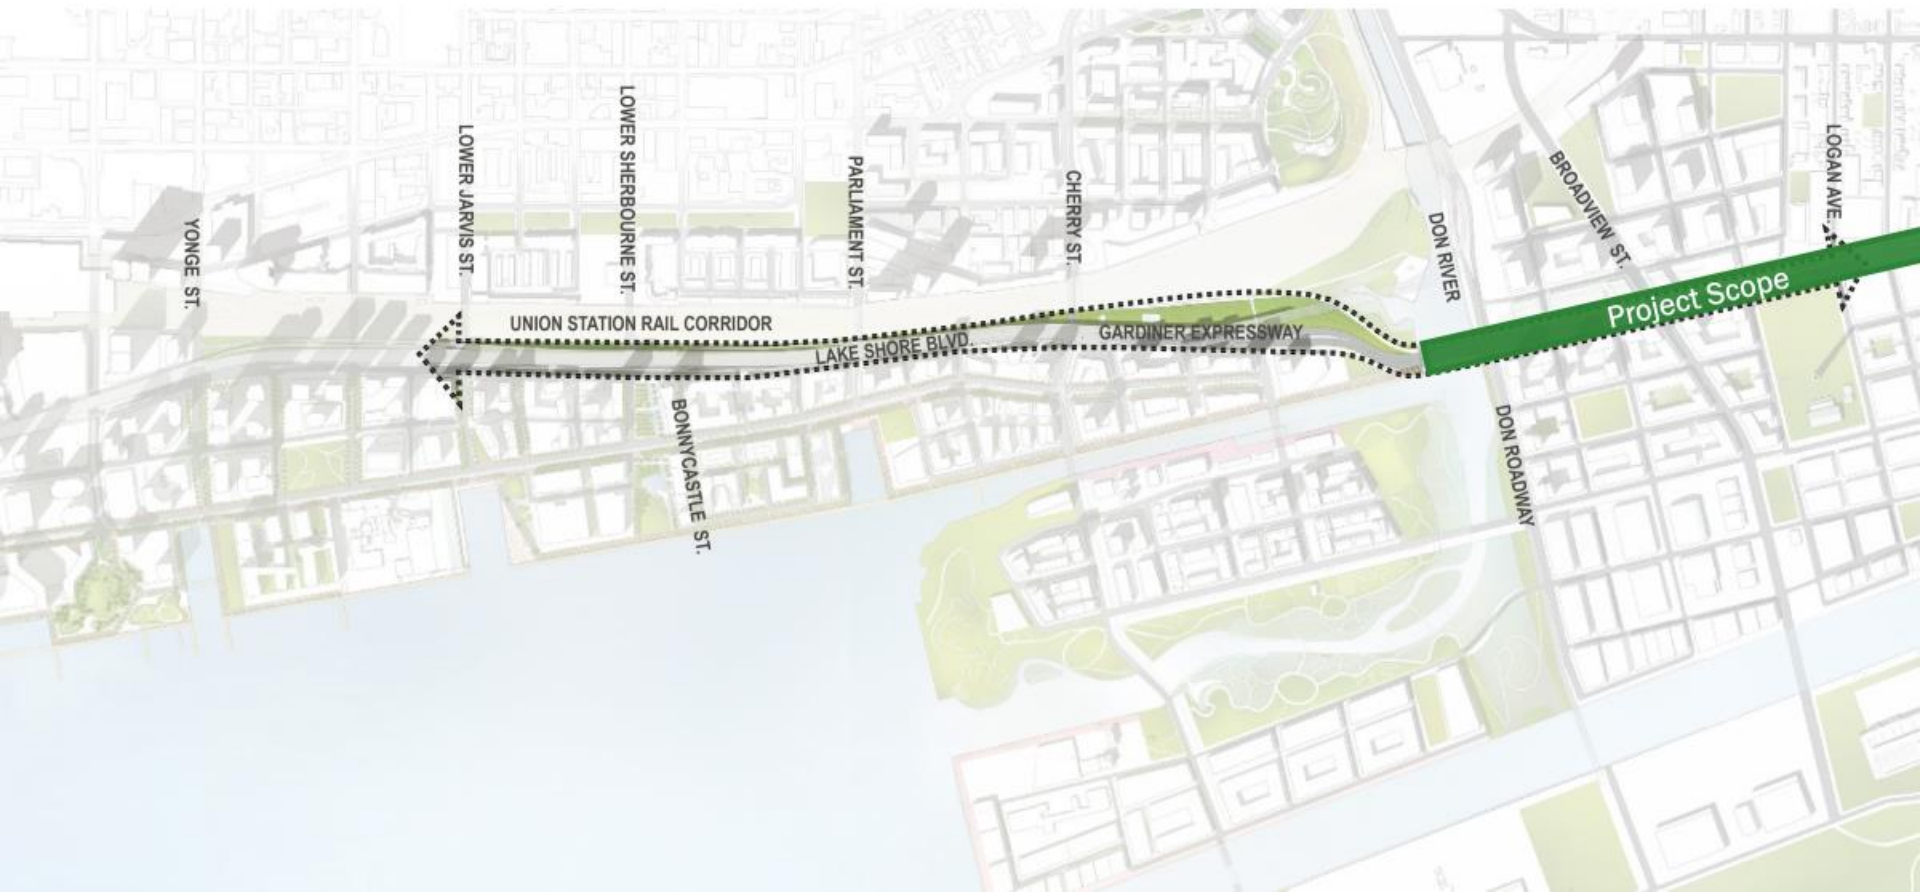 YONGE ST.
LOWER JARVIS ST.
LOWER SHERBOURNE ST.
PARLIAMENT ST.
CHERRY ST.
DON RIVER
BROADVIEW ST.
LOGAN AVE.
UNION STATION RAIL CORRIDOR
LAKE SHORE BLVD.
GARDINER EXPRESSWAY
Project Scope
BONNYCASTLE ST.
DON ROADWAY